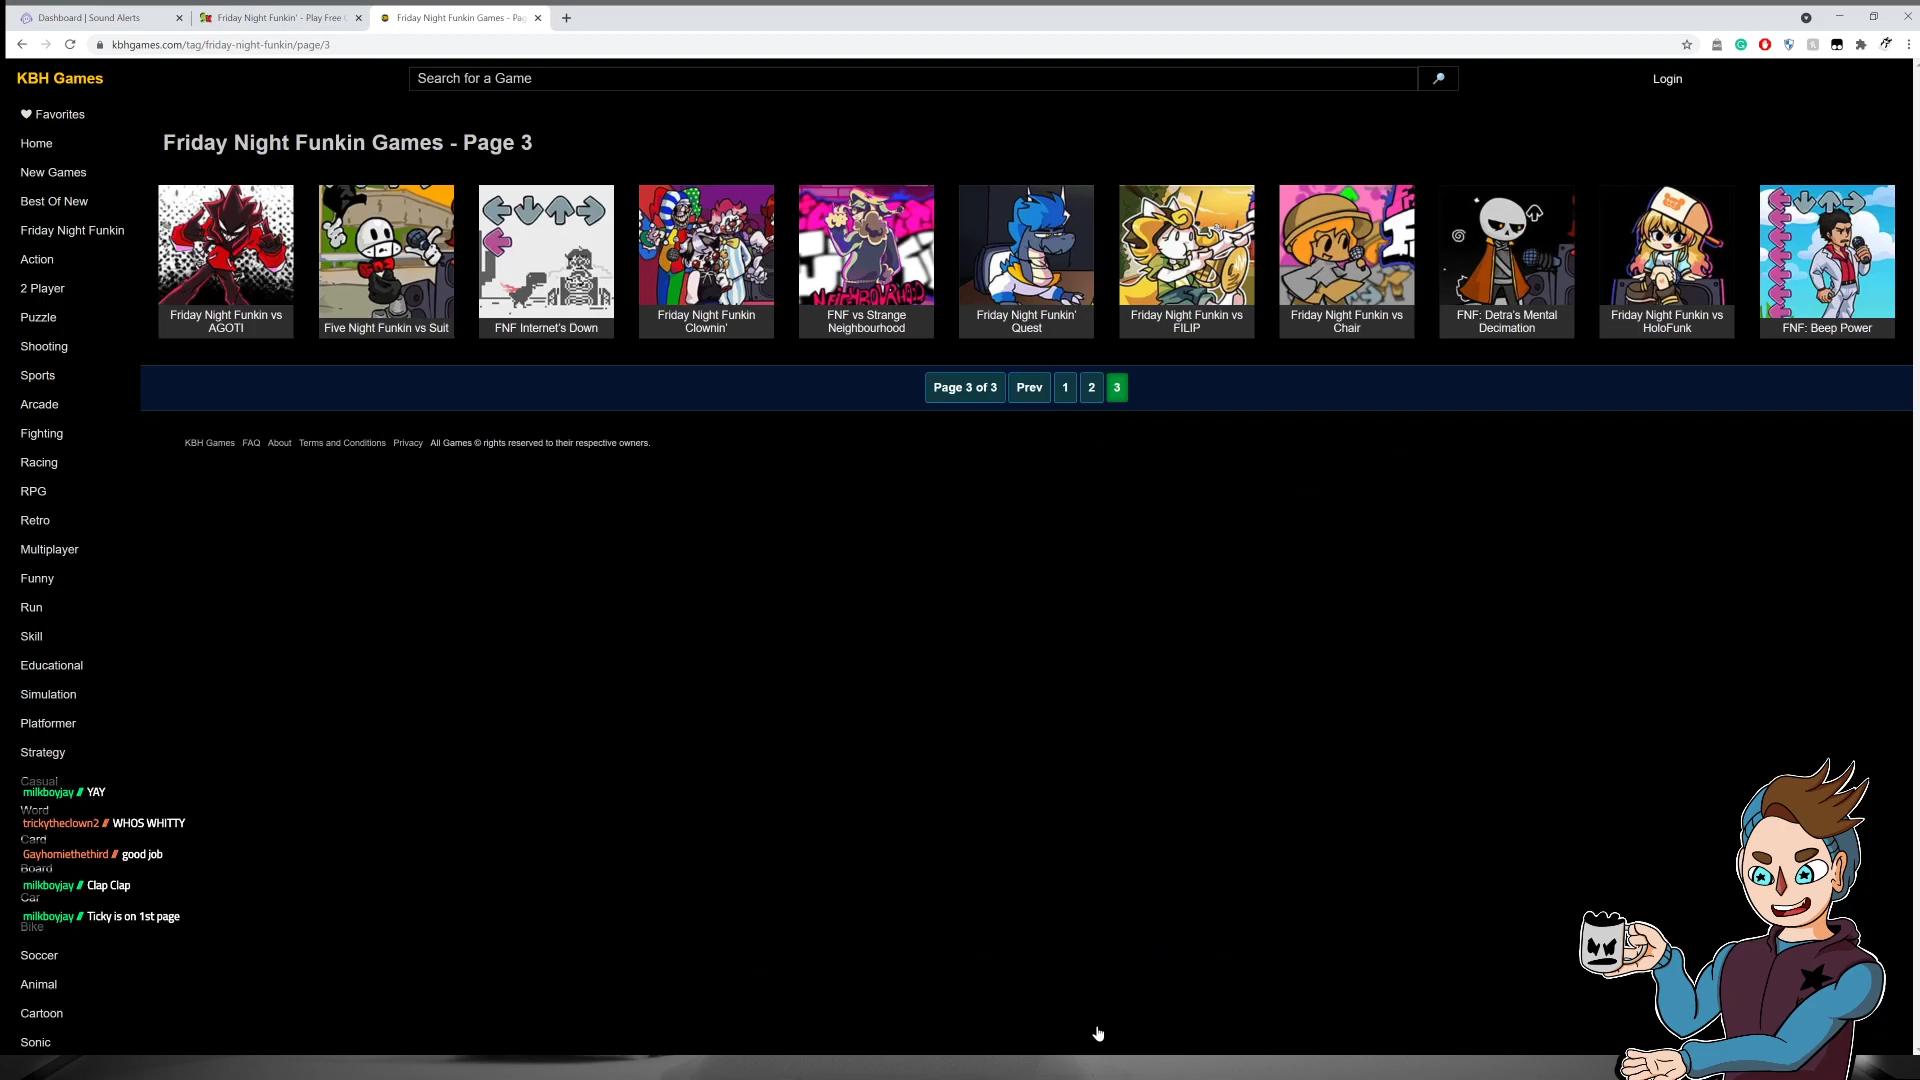 Dashboard | Sound Alerts
Friday Night Funkin' - Play Free
Friday Night Funkin Games - Pag
kbhgames.com/tag/friday-night-funkin/page/3
KBH Games
Search for a Game
Login
Favorites
Home
New Games
Best Of New
Friday Night Funkin
Action
2 Player
Puzzle
Shooting
Sports
Arcade
Fighting
Racing
RPG
Retro
Multiplayer
Funny
Run
Skill
Educational
Simulation
Platformer
Strategy
Casual
milkboyjay // YAY
Word
trickytheclown2 // WHOS WHITTY
Card
Gayhomiethethird // good job
Board
milkboyjay // Clap Clap
Car
milkboyjay // Ticky is on 1st page
Bike
Soccer
Animal
Cartoon
Sonic
Friday Night Funkin Games - Page 3
Friday Night Funkin vs
AGOTI
Five Night Funkin vs Suit
FNF Internet's Down
Friday Night Funkin
Clownin'
NEIGHBOURHOOD
FNF vs Strange
Neighbourhood
Friday Night Funkin'
Quest
Friday Night Funkin vs
FILIP
Friday Night Funkin vs
Chair
FNF: Detra's Mental
Decimation
Friday Night Funkin vs
HoloFunk
FNF: Beep Power
Page 3 of 3
Prev
1
2
3
KBH Games FAQ About Terms and Conditions Privacy All Games © rights reserved to their respective owners.